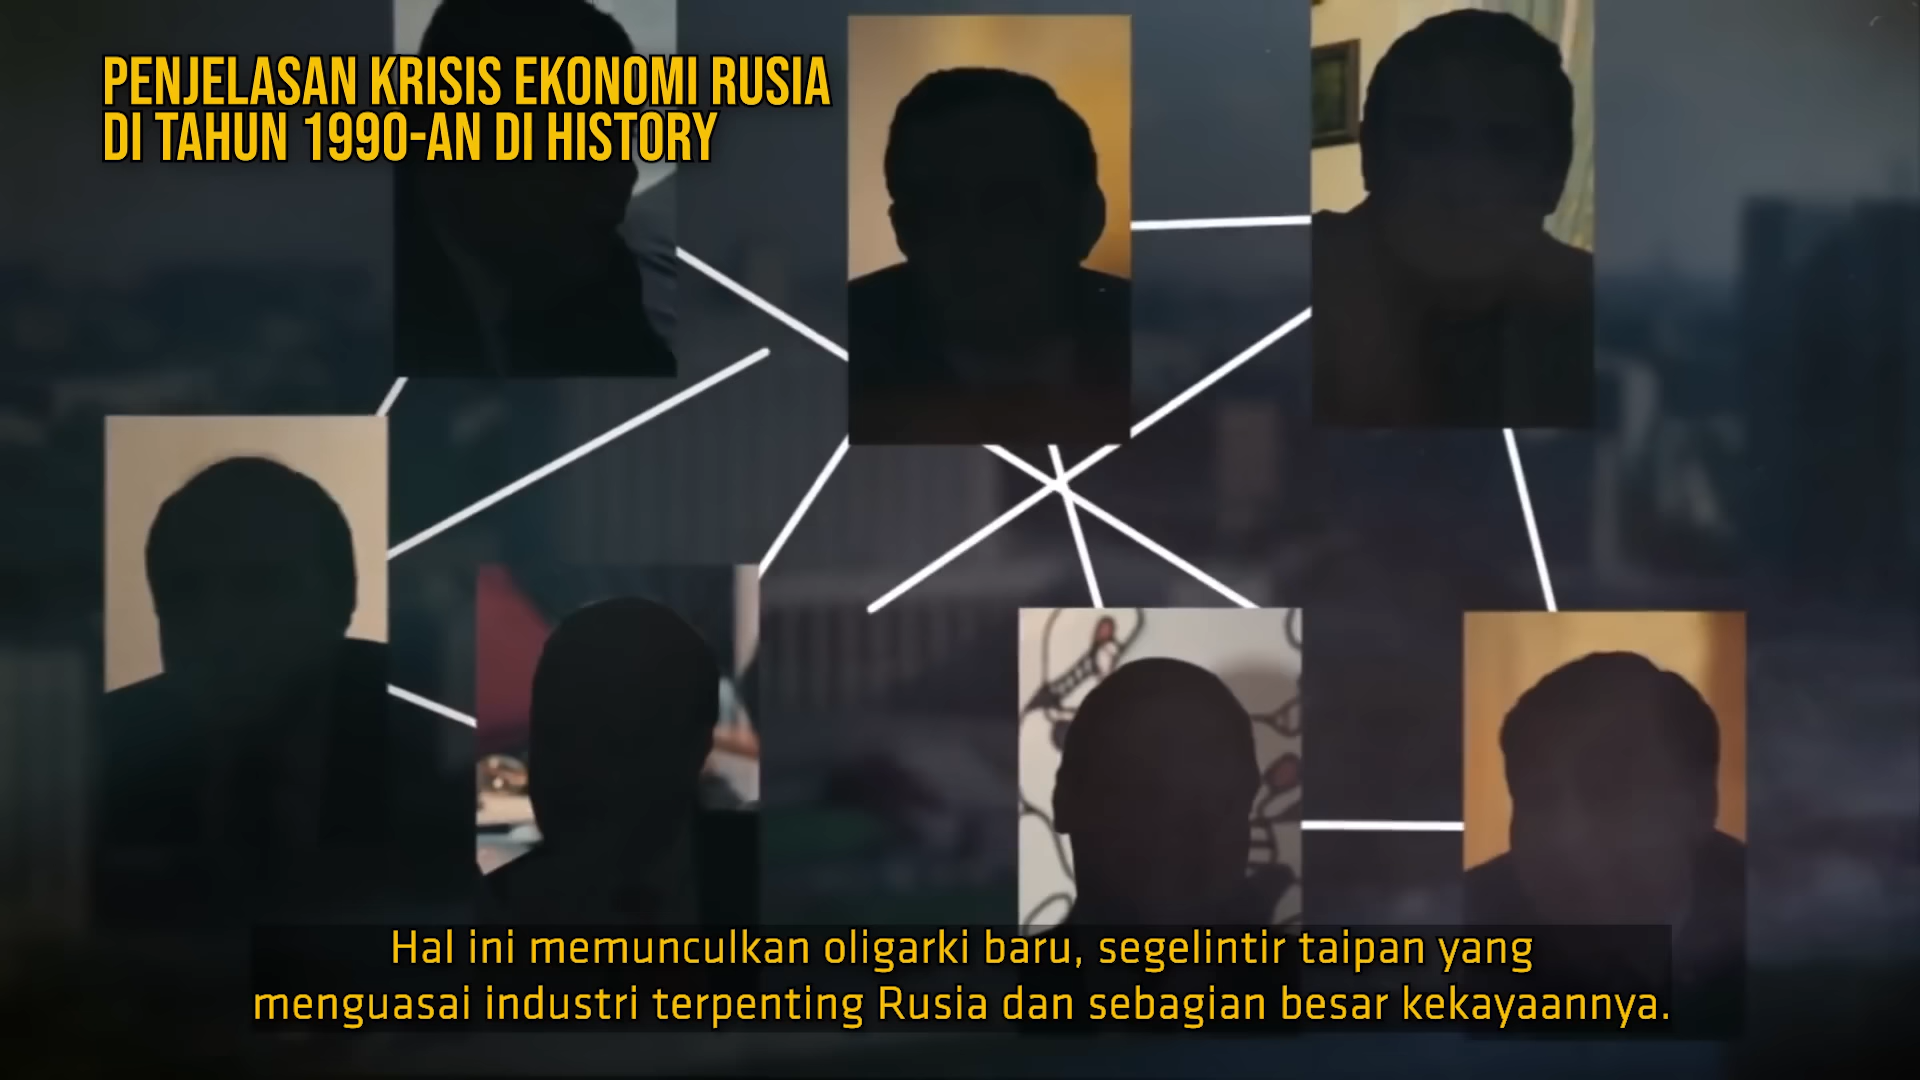 PENJELASAN KRISIS EKONOMI RUSIA
DI TAHUN 1990-AN DI HISTORY
Hal ini memunculkan oligarki baru, segelintir taipan yang
menguasai industri terpenting Rusia dan sebagian besar kekayaannya.